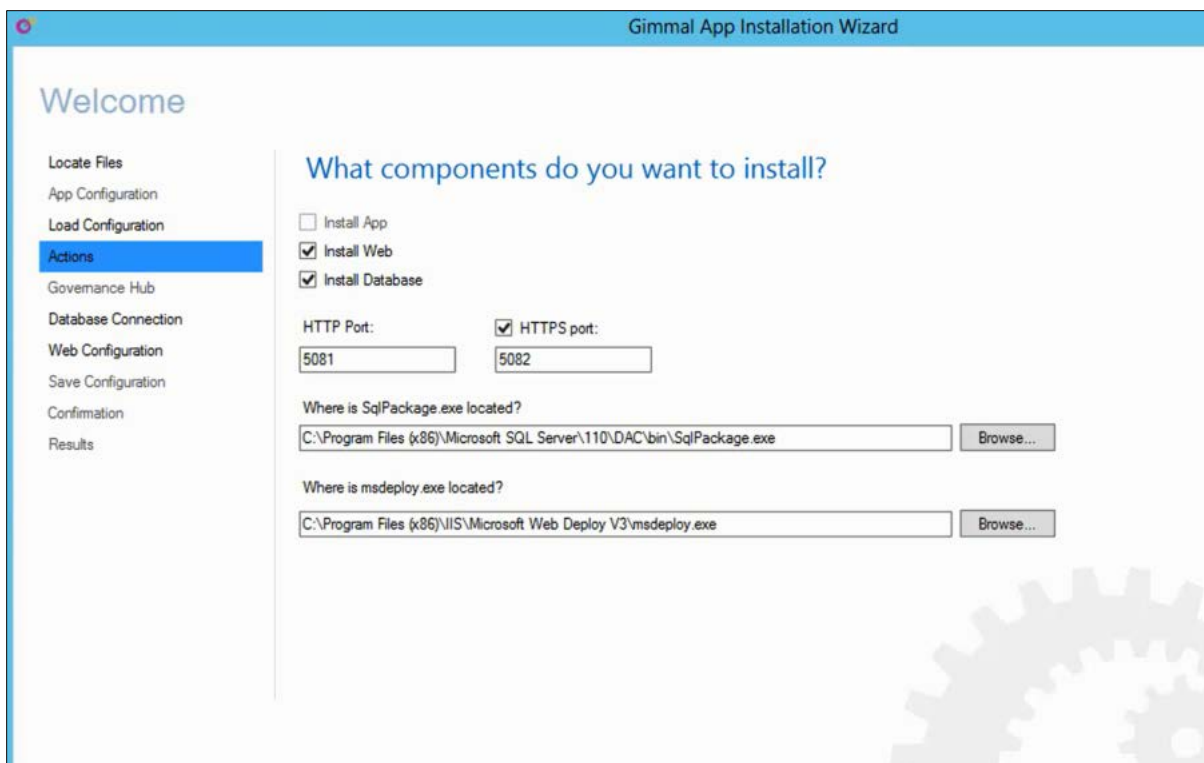 Gimmal App Installation Wizard
Welcome
Locate Files
App Configuration
Load Configuration
Actions
Governance Hub
Database Connection
Web Configuration
Save Configuration
Confirmation
Results
What components do you want to install?
Install App
Install Web
Install Database
HTTP Port: HTTPS port:
5081 5082
Where is SqlPackage.exe located?
C:\Program Files (x86)\Microsoft SQL Server\110\DAC\bin\SqlPackage.exe Browse...
Where is msdeploy.exe located?
C:\Program Files (x86)\IIS\Microsoft Web Deploy V3\msdeploy.exe Browse...